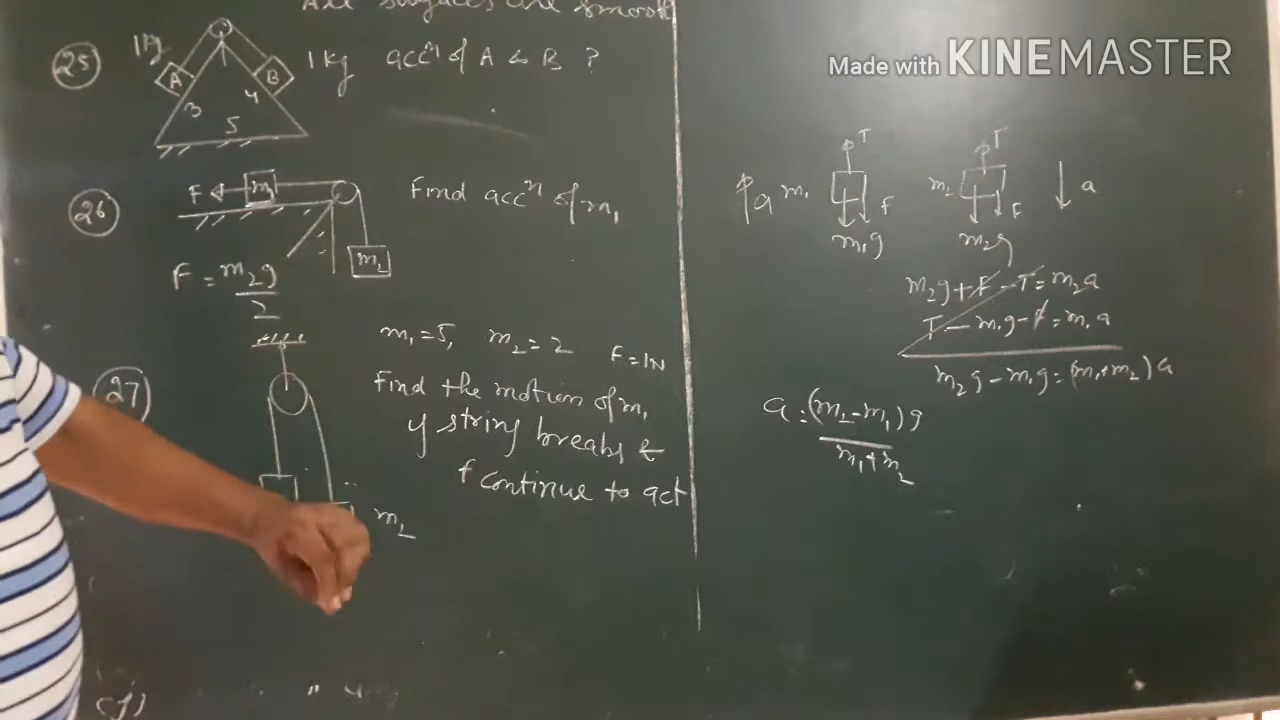 All surfaces are smooth
25
1kg
A
B
3
4
5
1kg accⁿ of A & B ?
26
F
m₁
m₂
Find accⁿ of m₁
F = m₂g
2
27
m₂
m₁ = 5, m₂ = 2 F = 1N
Find the motion of m₁
if string breaks &
f continue to act
Made with KINEMASTER
a m₁
T
F
m₁g
m₂
T
F
m₂g
a
m₂g + F - T = m₂a
T - m₁g - F = m₁a
m₂g - m₁g = (m₁+m₂) a
a = (m₂-m₁) g
m₁+m₂